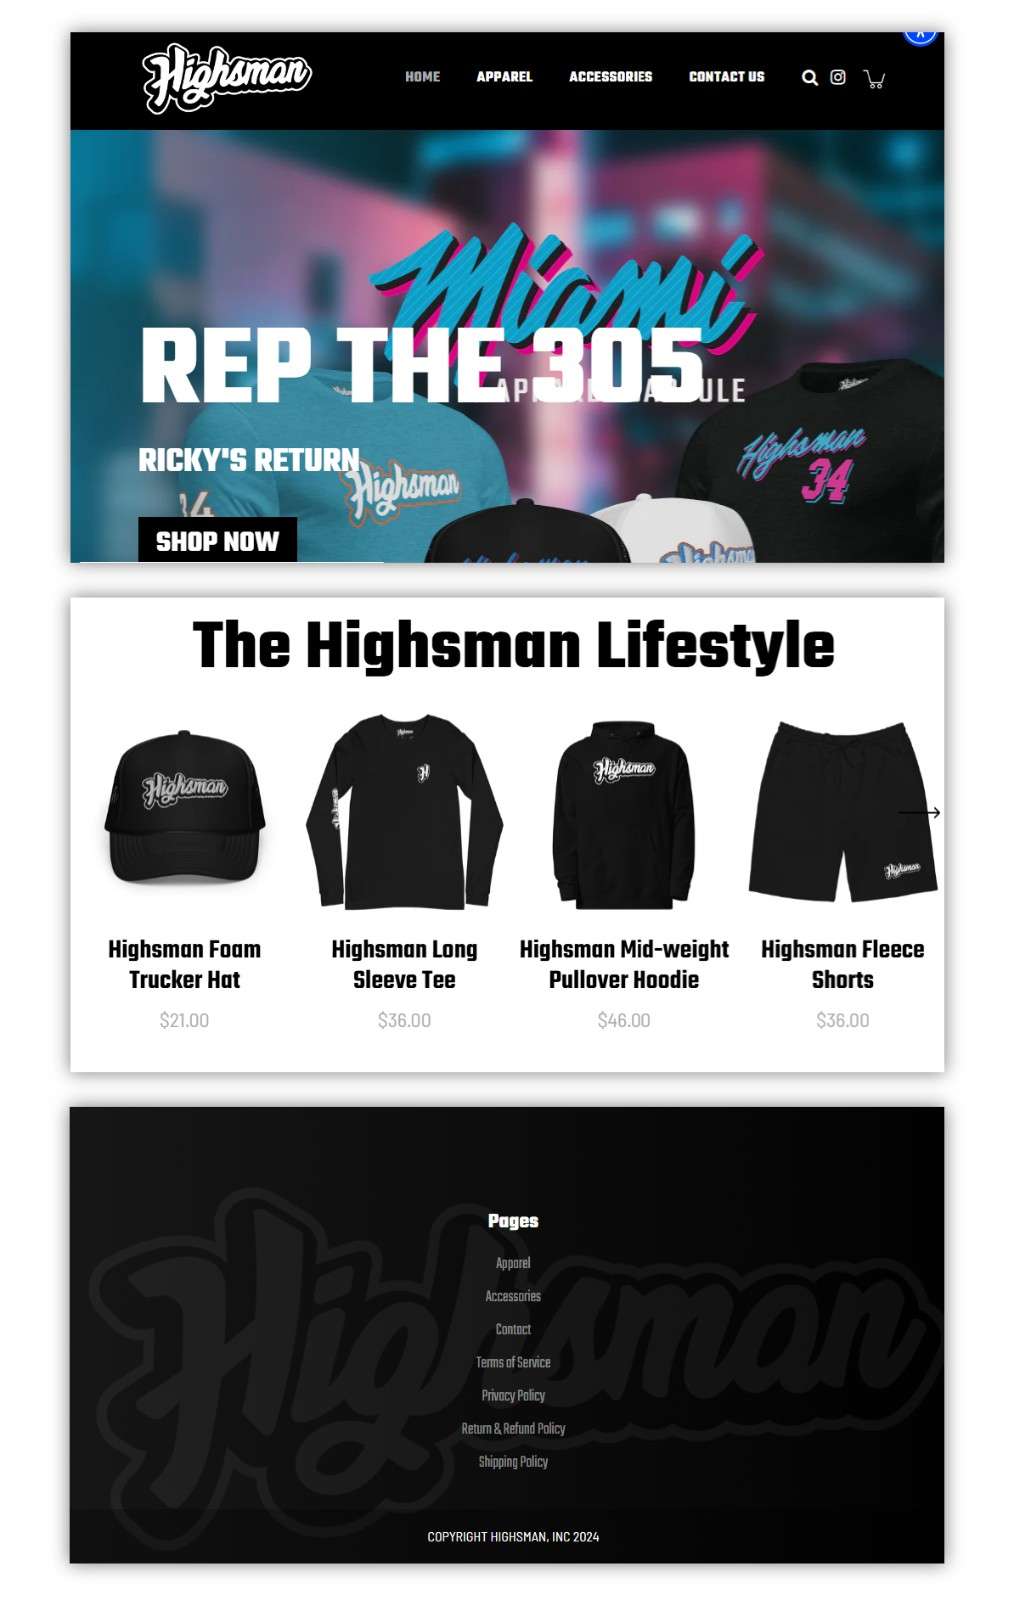 Highsman
HOME APPAREL ACCESSORIES CONTACT US
Miami
REP THE 305
RICKY'S RETURN
Highsman
Highsman
34
SHOP NOW
The Highsman Lifestyle
Highsman
H
Highsman
Highsman
Highsman Foam
Trucker Hat
$21.00
Highsman Long
Sleeve Tee
$36.00
Highsman Mid-weight
Pullover Hoodie
$46.00
Highsman Fleece
Shorts
$36.00
Highsman
Pages
Apparel
Accessories
Contact
Terms of Service
Privacy Policy
Return & Refund Policy
Shipping Policy
COPYRIGHT HIGHSMAN, INC 2024